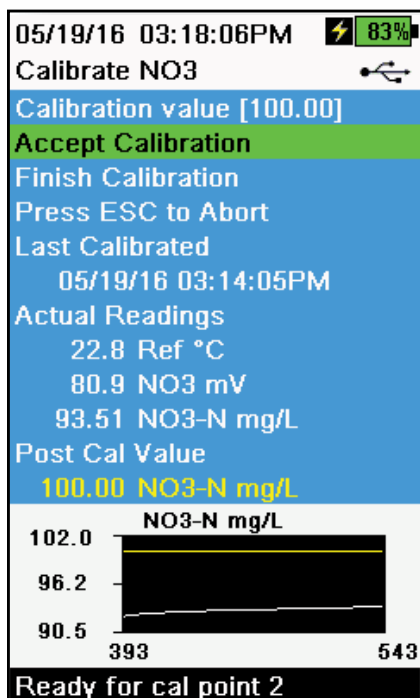 05/19/16 03:18:06PM 83%
Calibrate NO3
Calibration value [100.00]
Accept Calibration
Finish Calibration
Press ESC to Abort
Last Calibrated
05/19/16 03:14:05PM
Actual Readings
22.8 Ref °C
80.9 NO3 mV
93.51 NO3-N mg/L
Post Cal Value
100.00 NO3-N mg/L
NO3-N mg/L
102.0
96.2
90.5
393 543
Ready for cal point 2